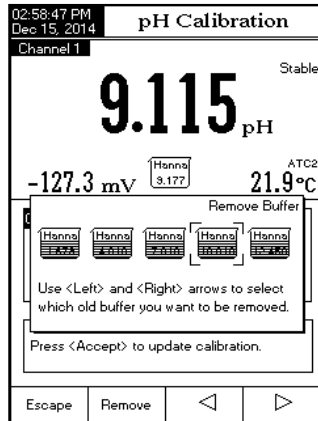 02:58:47 PM
Dec 15, 2014
pH Calibration
Channel 1
Stable
9.115 pH
-127.3 mV
Hanna
9.177
ATC2
21.9°C
Remove Buffer
Hanna Hanna Hanna Hanna Hanna
Use <Left> and <Right> arrows to select
which old buffer you want to be removed.
Press <Accept> to update calibration.
Escape Remove